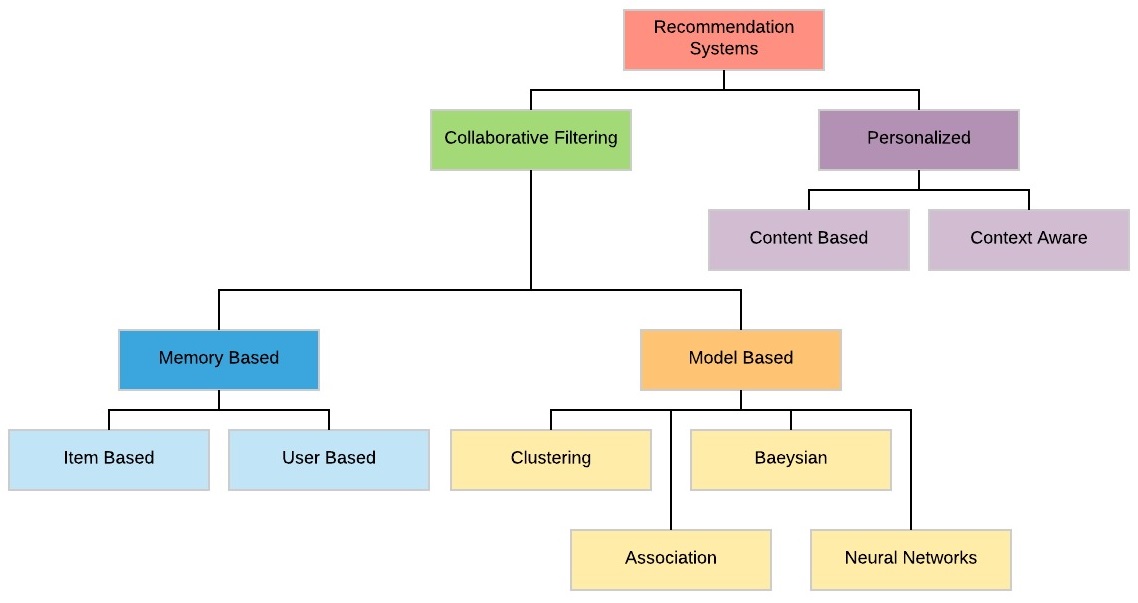 Recommendation
Systems
Collaborative Filtering
Personalized
Content Based
Context Aware
Memory Based
Model Based
Item Based
User Based
Clustering
Baeysian
Association
Neural Networks